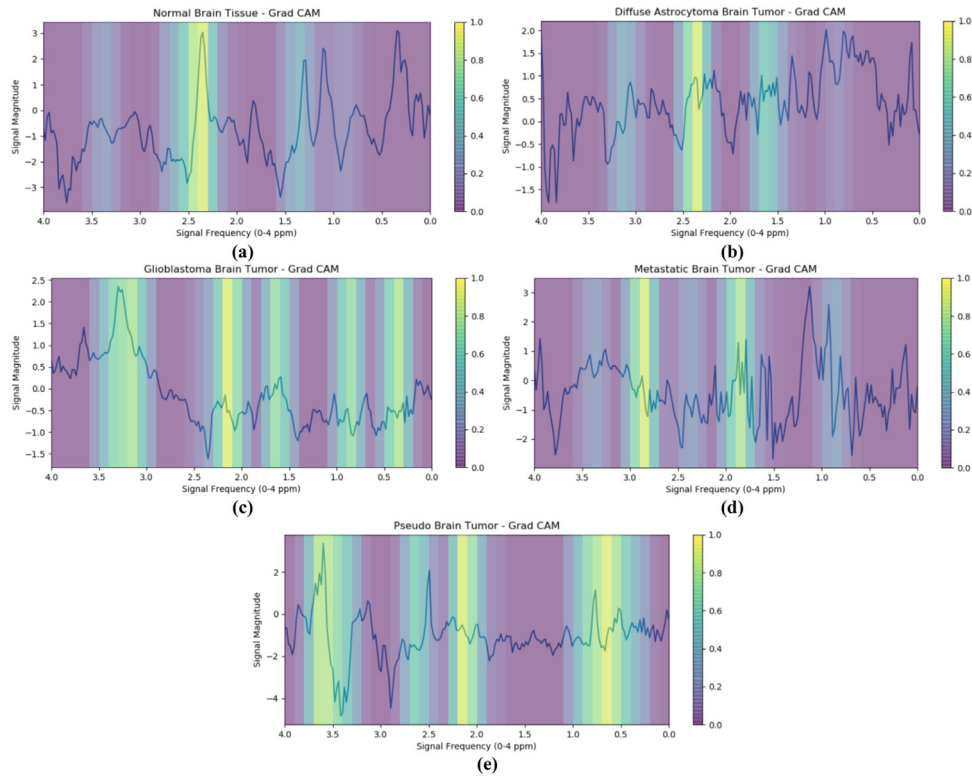 Normal Brain Tissue - Grad CAM
4
3
2
1
0
−1
−2
−3
Signal Magnitude
4.0 3.5 3.0 2.5 2.0 1.5 1.0 0.5 0.0
Signal Frequency (0-4 ppm)
1.0
0.8
0.6
0.4
0.2
0.0
(a)
Diffuse Astrocytoma Brain Tumor - Grad CAM
2.0
1.5
1.0
0.5
0.0
0.5
1.0
1.5
Signal Magnitude
4.0 3.5 3.0 2.5 2.0 1.5 1.0 0.5 0.0
Signal Frequency (0-4 ppm)
1.0
0.8
0.6
0.4
0.2
0.0
(b)
Glioblastoma Brain Tumor - Grad CAM
2.5
2.0
1.5
1.0
0.5
0.0
−0.5
−1.0
−1.5
Signal Magnitude
4.0 3.5 3.0 2.5 2.0 1.5 1.0 0.5 0.0
Signal Frequency (0-4 ppm)
1.0
0.8
0.6
0.4
0.2
0.0
(c)
Metastatic Brain Tumor - Grad CAM
3
2
1
0
−1
−2
Signal Magnitude
4.0 3.5 3.0 2.5 2.0 1.5 1.0 0.5 0.0
Signal Frequency (0-4 ppm)
1.0
0.8
0.6
0.4
0.2
0.0
(d)
Pseudo Brain Tumor - Grad CAM
2
0
−2
−4
Signal Magnitude
4.0 3.5 3.0 2.5 2.0 1.5 1.0 0.5 0.0
Signal Frequency (0-4 ppm)
1.0
0.8
0.6
0.4
0.2
0.0
(e)